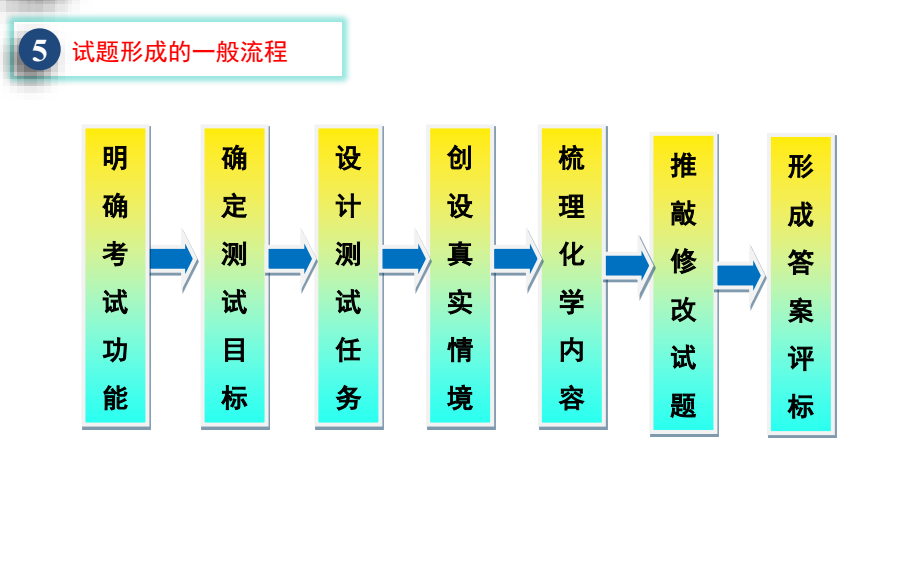 5 试题形成的一般流程
明确考试功能
确定测试目标
设计测试任务
创设真实情境
梳理化学内容
推敲修改试题
形成答案评标